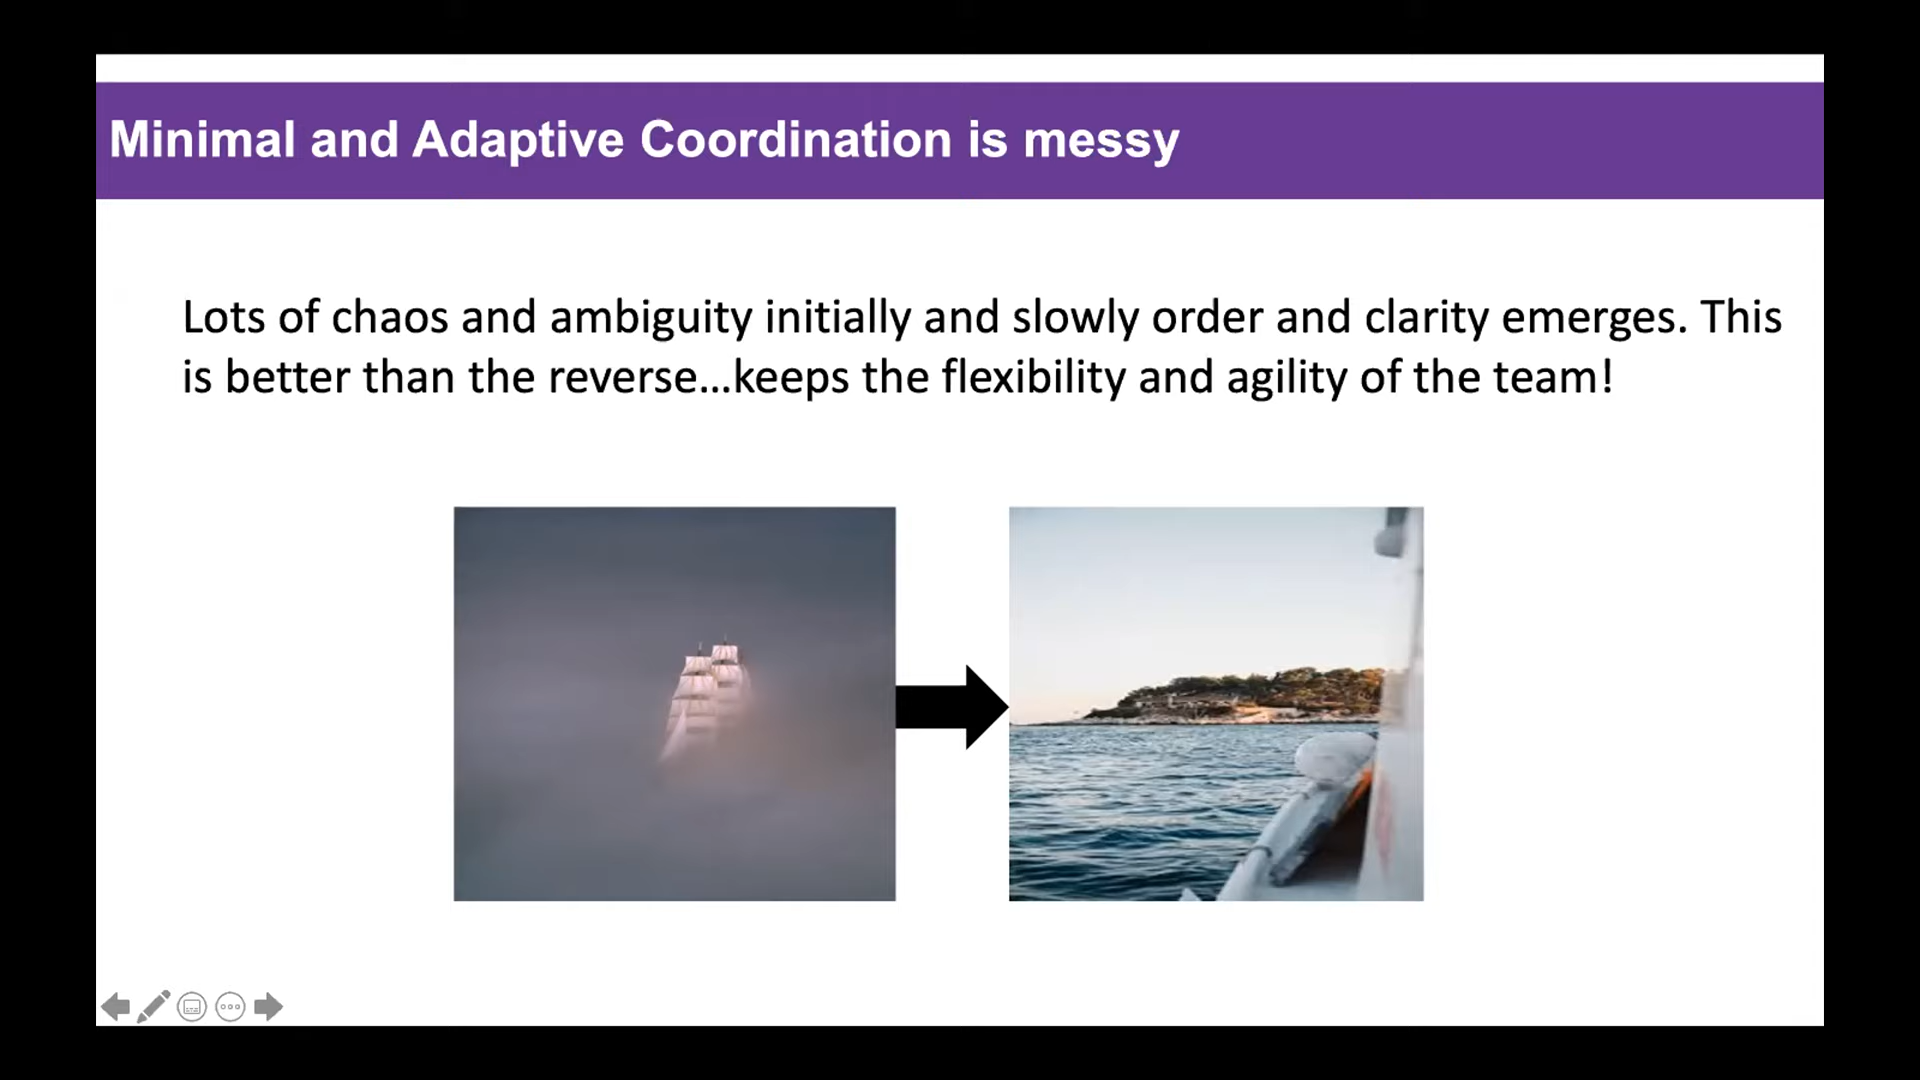 Minimal and Adaptive Coordination is messy
Lots of chaos and ambiguity initially and slowly order and clarity emerges. This
is better than the reverse...keeps the flexibility and agility of the team!